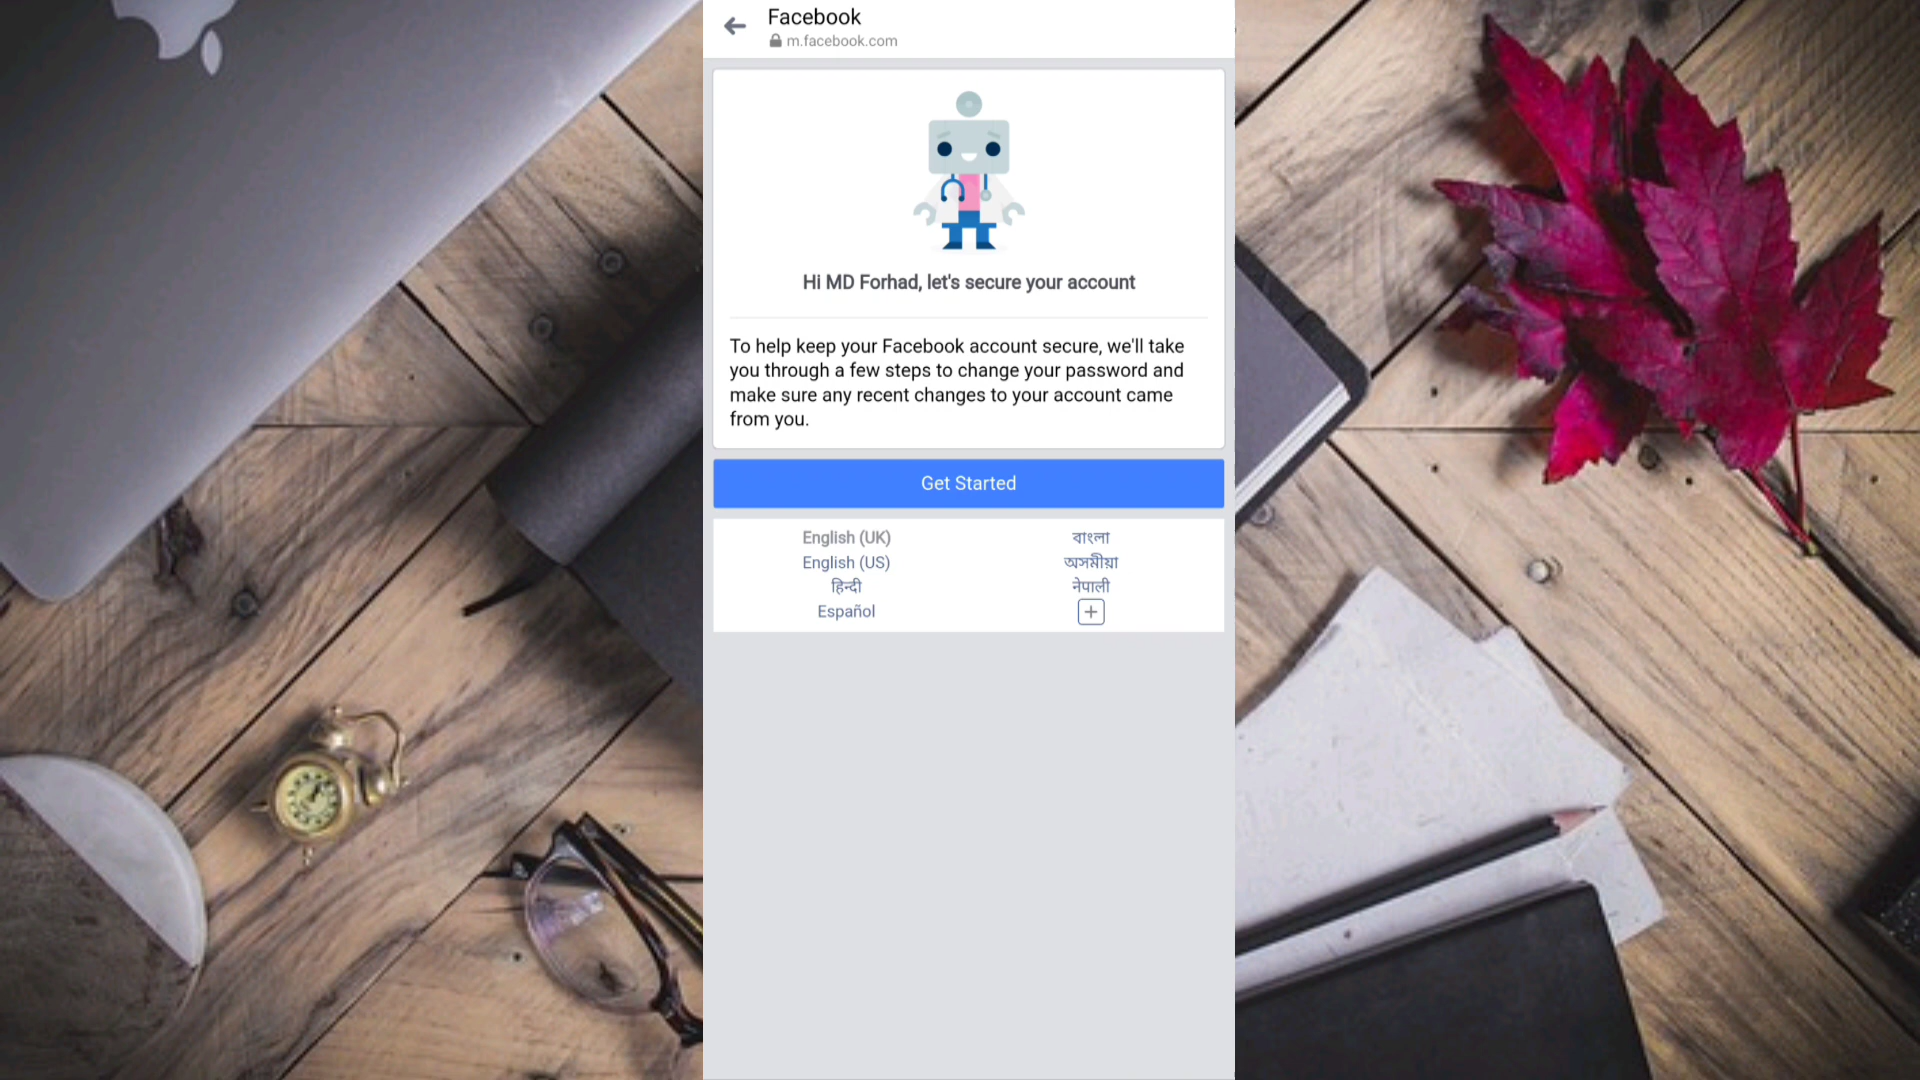 Facebook
m.facebook.com
Hi MD Forhad, let's secure your account
To help keep your Facebook account secure, we'll take
you through a few steps to change your password and
make sure any recent changes to your account came
from you.
Get Started
English (UK)
বাংলা
English (US)
অসমীয়া
हिन्दी
नेपाली
Español